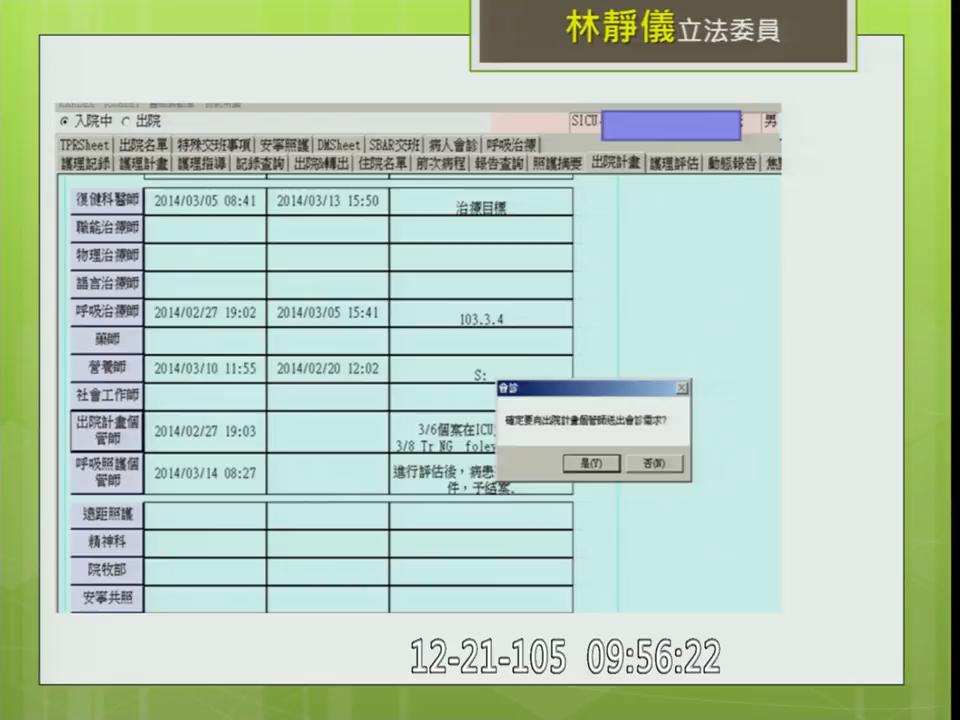 林靜儀立法委員
入院中 出院
SICU
男
TPRSheet 出院名單 特殊交班事項 安寧照護 DMSheet SBAR交班 病人會診 呼吸治療
護理記錄 護理計畫 護理指導 記錄查詢 出院&轉出 住院名單 前次病程 報告查詢 照護摘要 出院計畫 護理評估 動態報告
復健科醫師 2014/03/05 08:41 2014/03/13 15:50 治療目標
職能治療師
物理治療師
語言治療師
呼吸治療師 2014/02/27 19:02 2014/03/05 15:41 103.3.4
藥師
營養師 2014/03/10 11:55 2014/02/20 12:02 S:
社會工作師
出院計畫個管師 2014/02/27 19:03 3/6個案在ICU
3/8 Tr NG foley
呼吸照護個管師 2014/03/14 08:27 進行評估後，病患
件，予結案.
遠距照護
精神科
院牧部
安寧共照
會診
確定要向出院計畫個管師送出會診需求?
是(Y) 否(N)
12-21-105 09:56:22